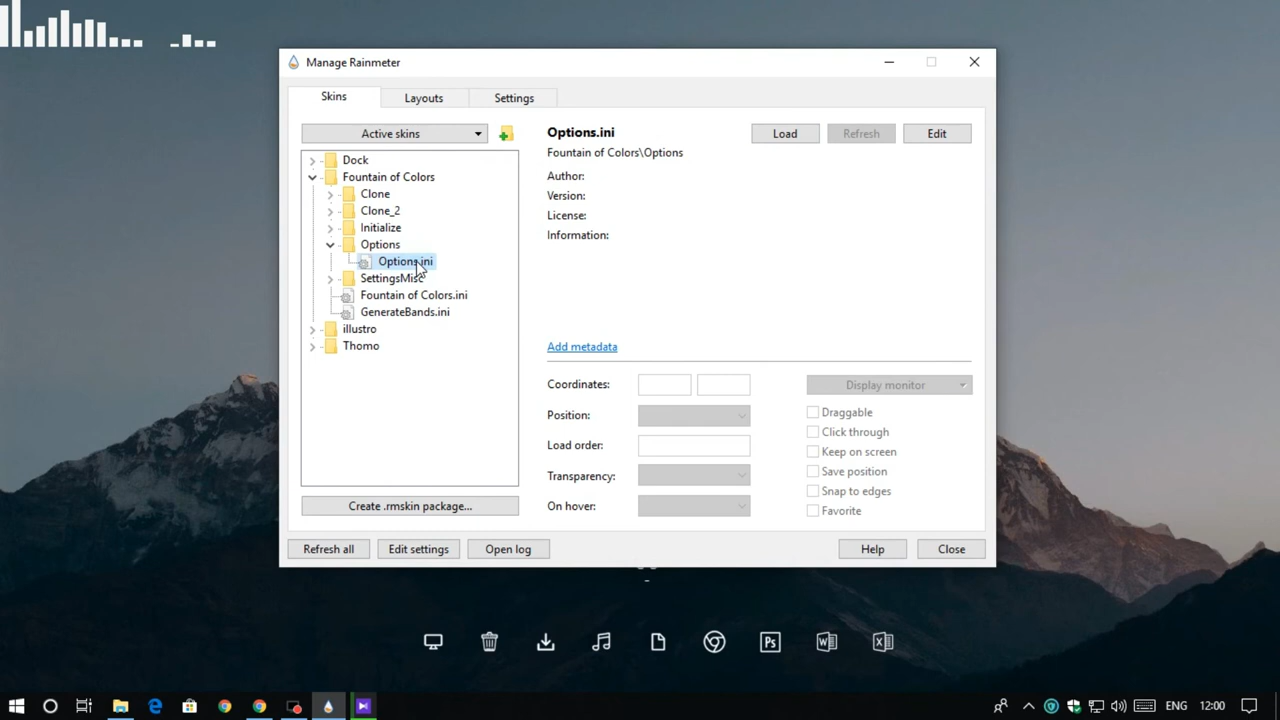 Manage Rainmeter
Skins
Layouts
Settings
Active skins
Dock
Fountain of Colors
Clone
Clone_2
Initialize
Options
Options.ini
SettingsMisc
Fountain of Colors.ini
GenerateBands.ini
illustro
Thomo
Create .rmskin package...
Options.ini
Load
Refresh
Edit
Fountain of Colors\Options
Author:
Version:
License:
Information:
Add metadata
Coordinates:
Display monitor
Position:
Draggable
Click through
Load order:
Keep on screen
Transparency:
Save position
Snap to edges
On hover:
Favorite
Refresh all
Edit settings
Open log
Help
Close
Ps
W
X
ENG
12:00